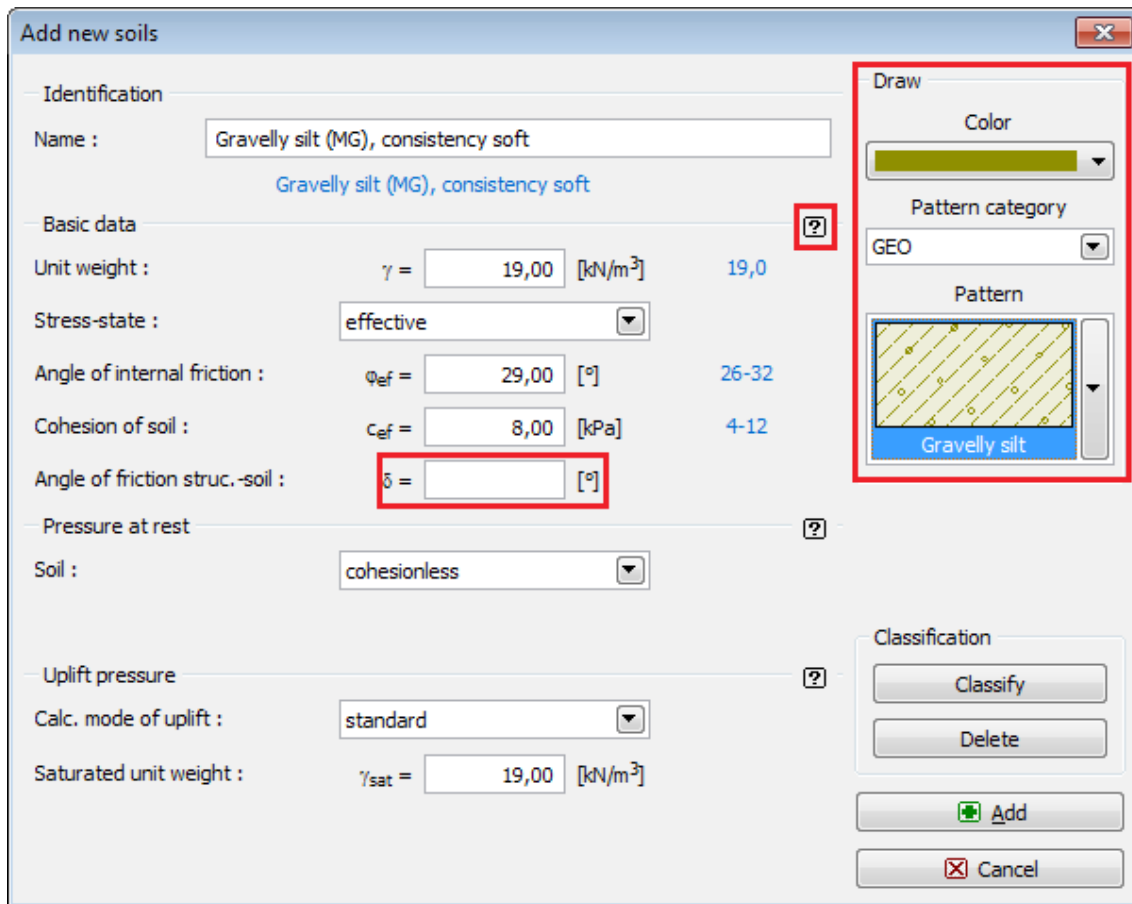 Add new soils
Identification
Name : Gravelly silt (MG), consistency soft
Gravelly silt (MG), consistency soft
Basic data ?
Unit weight : γ = 19,00 [kN/m³] 19,0
Stress-state : effective
Angle of internal friction : φef = 29,00 [°] 26-32
Cohesion of soil : cef = 8,00 [kPa] 4-12
Angle of friction struc.-soil : δ = [°]
Pressure at rest ?
Soil : cohesionless
Uplift pressure ?
Calc. mode of uplift : standard
Saturated unit weight : γsat = 19,00 [kN/m³]
Draw
Color
Pattern category
GEO
Pattern
Gravelly silt
Classification
Classify
Delete
Add
Cancel